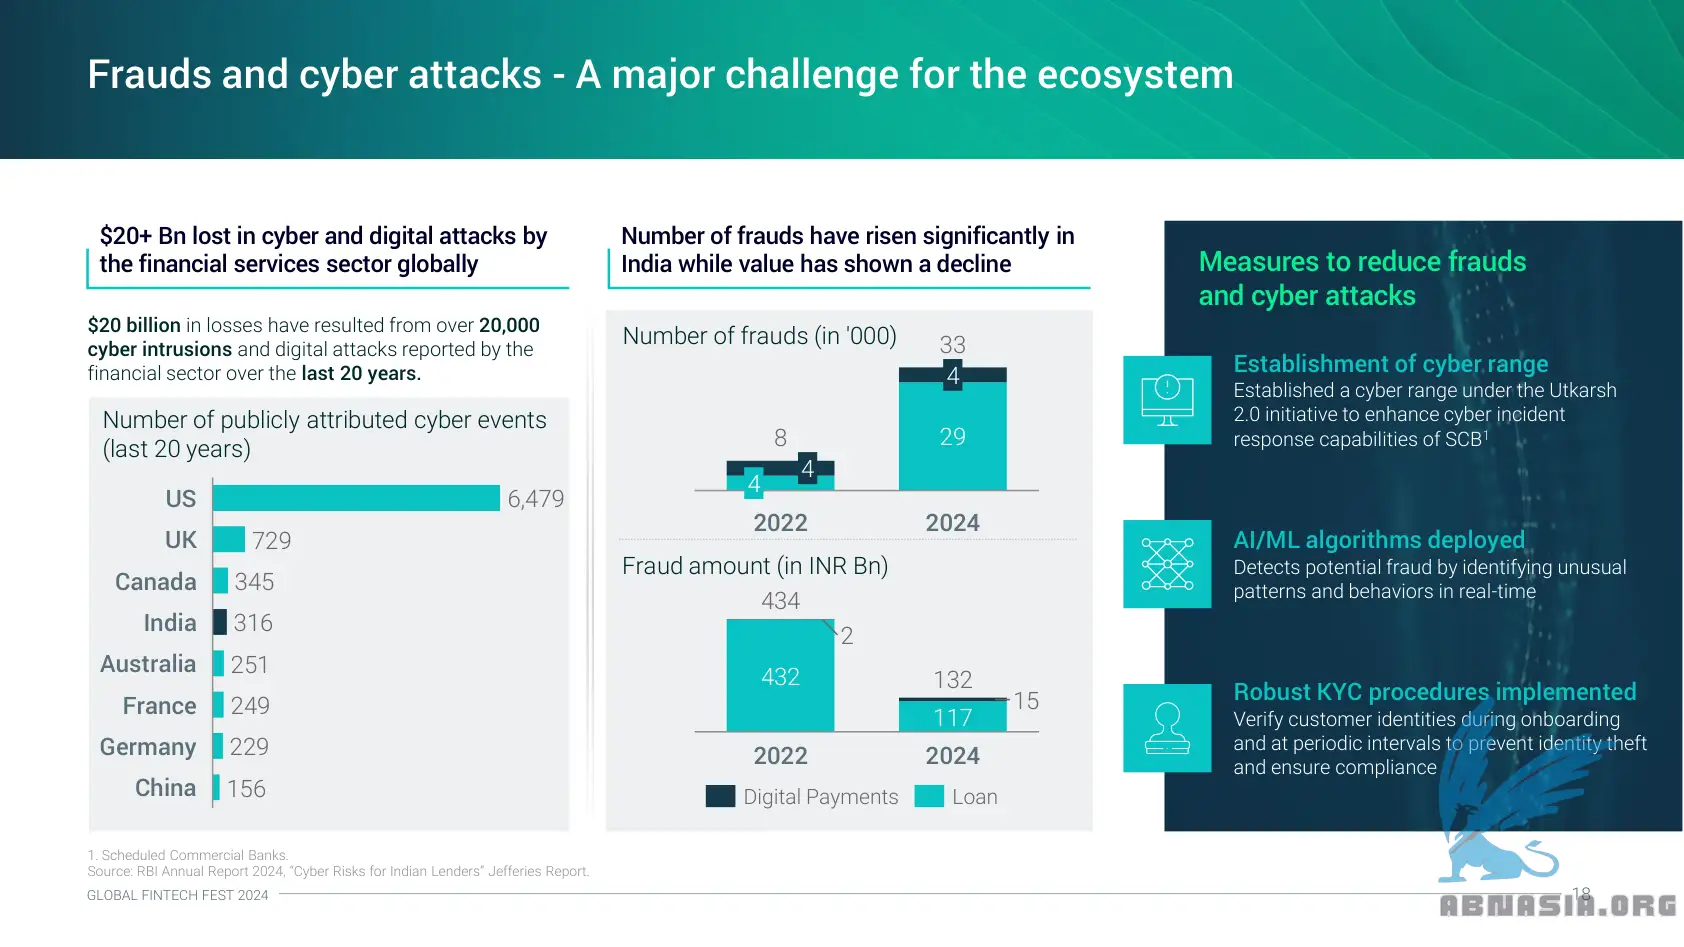 Frauds and cyber attacks - A major challenge for the ecosystem
$20+ Bn lost in cyber and digital attacks by
the financial services sector globally
$20 billion in losses have resulted from over 20,000
cyber intrusions and digital attacks reported by the
financial sector over the last 20 years.
Number of publicly attributed cyber events
(last 20 years)
US 6,479
UK 729
Canada 345
India 316
Australia 251
France 249
Germany 229
China 156
Number of frauds have risen significantly in
India while value has shown a decline
Number of frauds (in '000)
33
4
29
8
4
4
2022 2024
Fraud amount (in INR Bn)
434
2
432
132
15
117
2022 2024
Digital Payments Loan
Measures to reduce frauds
and cyber attacks
Establishment of cyber range
Established a cyber range under the Utkarsh
2.0 initiative to enhance cyber incident
response capabilities of SCB1
AI/ML algorithms deployed
Detects potential fraud by identifying unusual
patterns and behaviors in real-time
Robust KYC procedures implemented
Verify customer identities during onboarding
and at periodic intervals to prevent identity theft
and ensure compliance
1. Scheduled Commercial Banks.
Source: RBI Annual Report 2024, “Cyber Risks for Indian Lenders” Jefferies Report.
GLOBAL FINTECH FEST 2024
18
ABNASIA.ORG